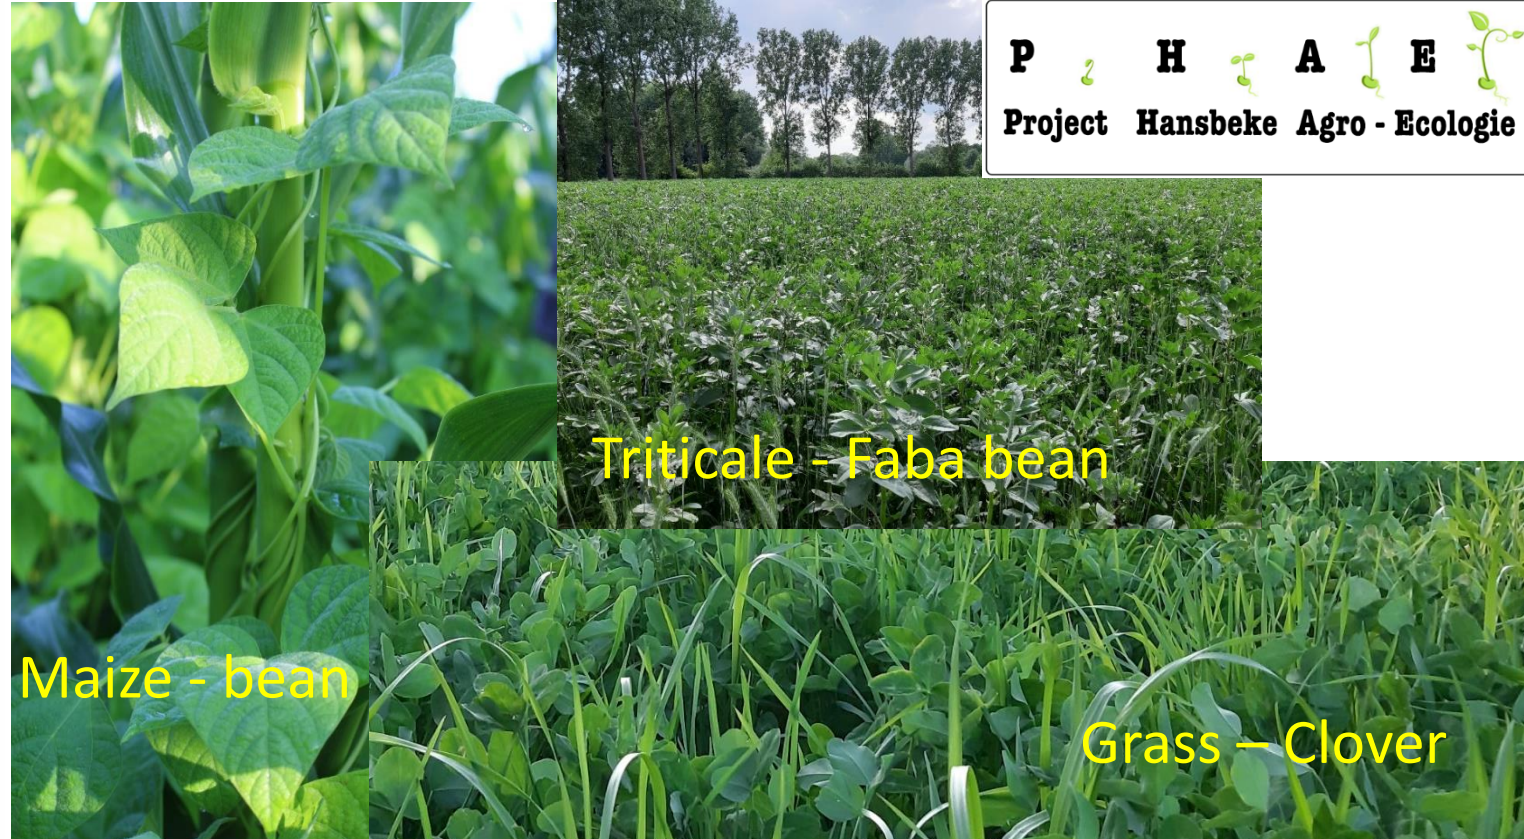 P H A E
Project Hansbeke Agro - Ecologie
Triticale - Faba bean
Maize - bean
Grass – Clover